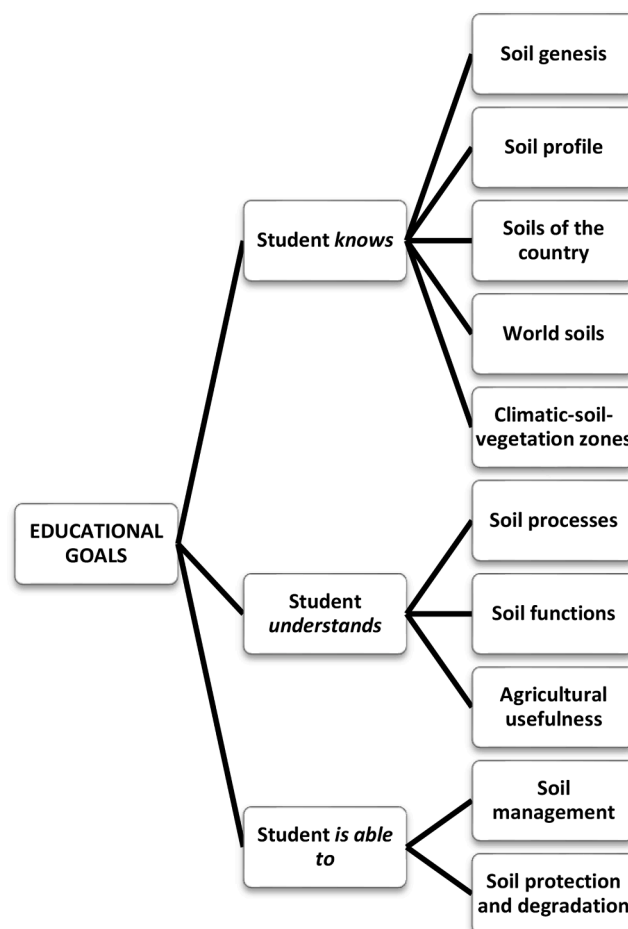 EDUCATIONAL
GOALS
Student knows
Soil genesis
Soil profile
Soils of the
country
World soils
Climatic-soil-
vegetation zones
Student
understands
Soil processes
Soil functions
Agricultural
usefulness
Student is able
to
Soil
management
Soil protection
and degradation